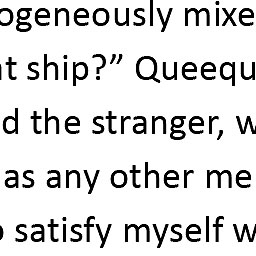 ogeneously mixe
t ship?” Queequ
d the stranger, w
as any other me
satisfy myself w